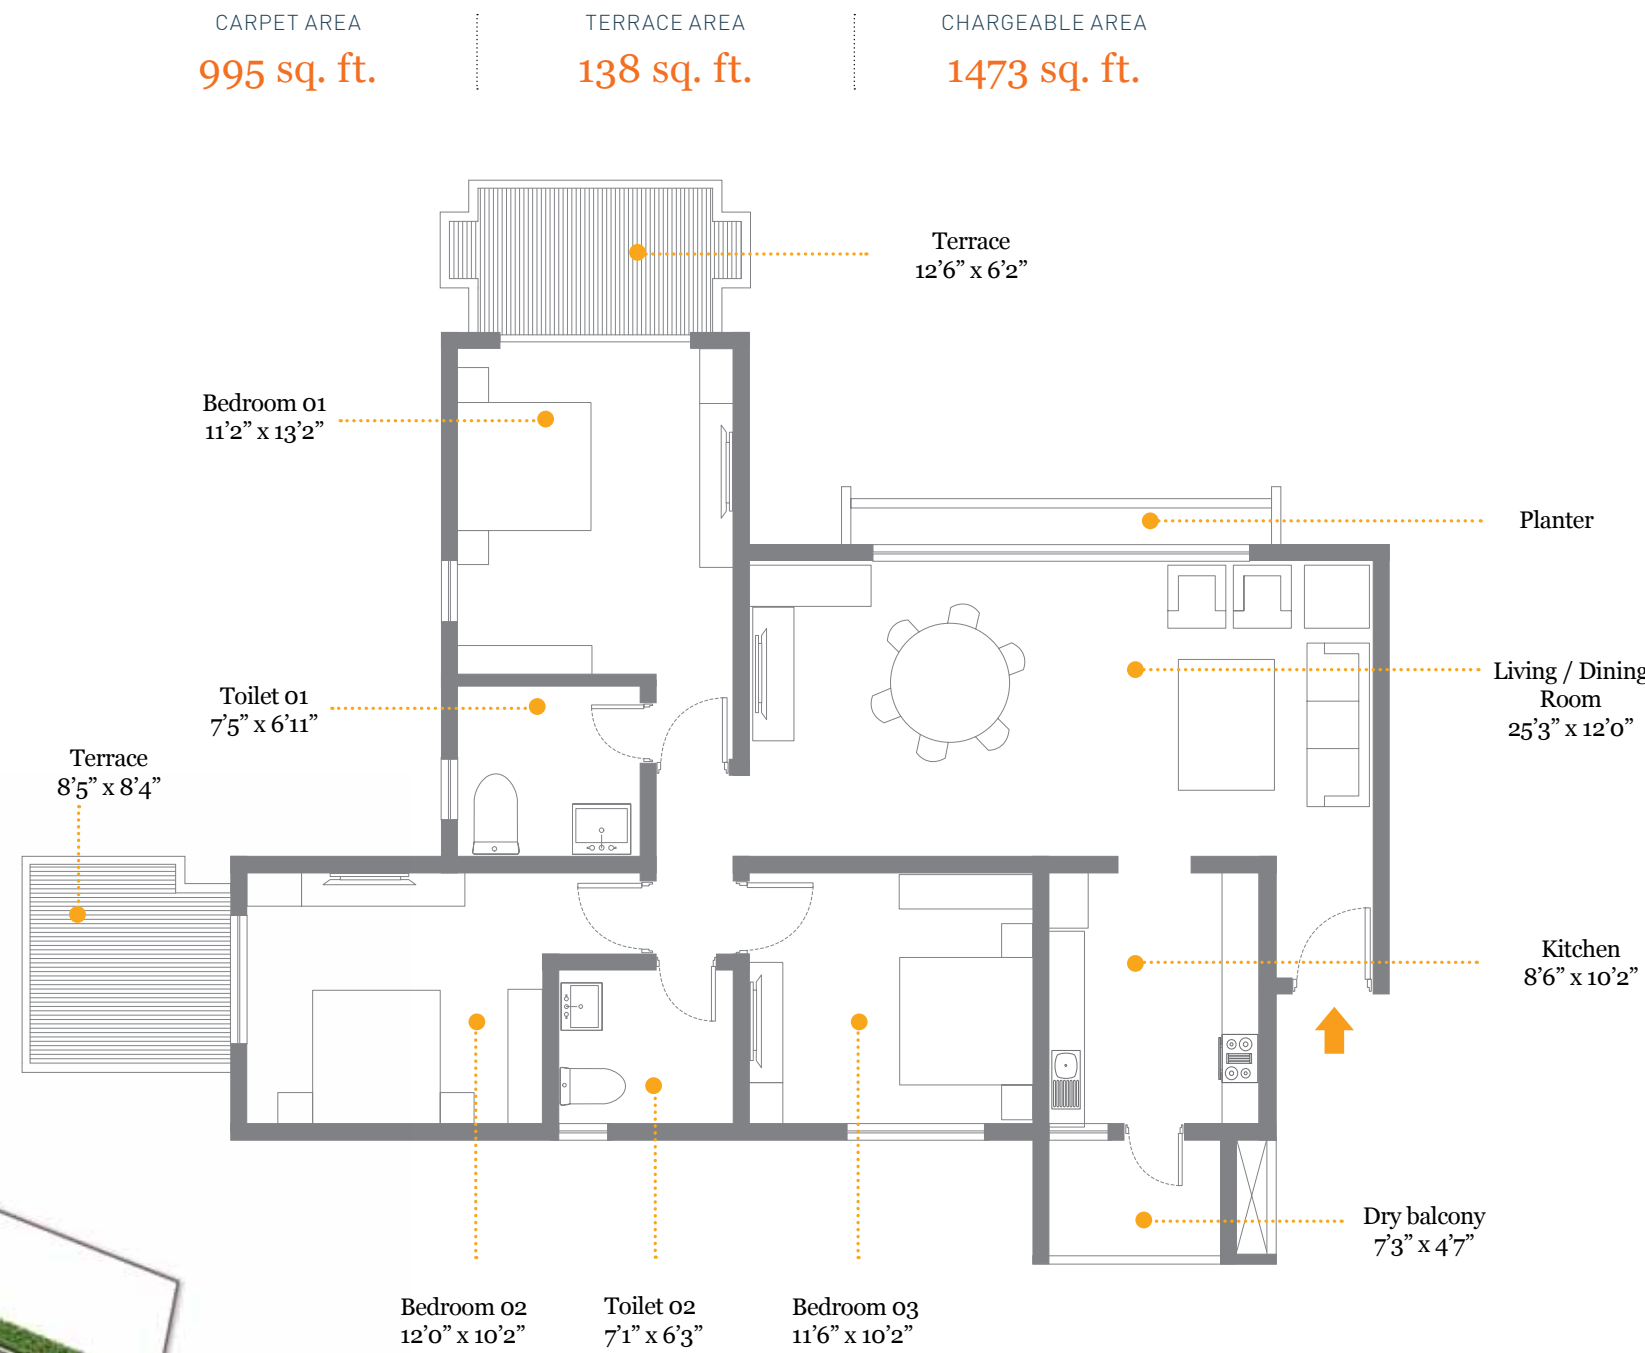 CARPET AREA
995 sq. ft.
TERRACE AREA
138 sq. ft.
CHARGEABLE AREA
1473 sq. ft.
Terrace
12’6” x 6’2”
Bedroom 01
11’2” x 13’2”
Planter
Living / Dining
Room
25’3” x 12’0”
Toilet 01
7’5” x 6’11”
Terrace
8’5” x 8’4”
Kitchen
8’6” x 10’2”
Dry balcony
7’3” x 4’7”
Bedroom 02
12’0” x 10’2”
Toilet 02
7’1” x 6’3”
Bedroom 03
11’6” x 10’2”